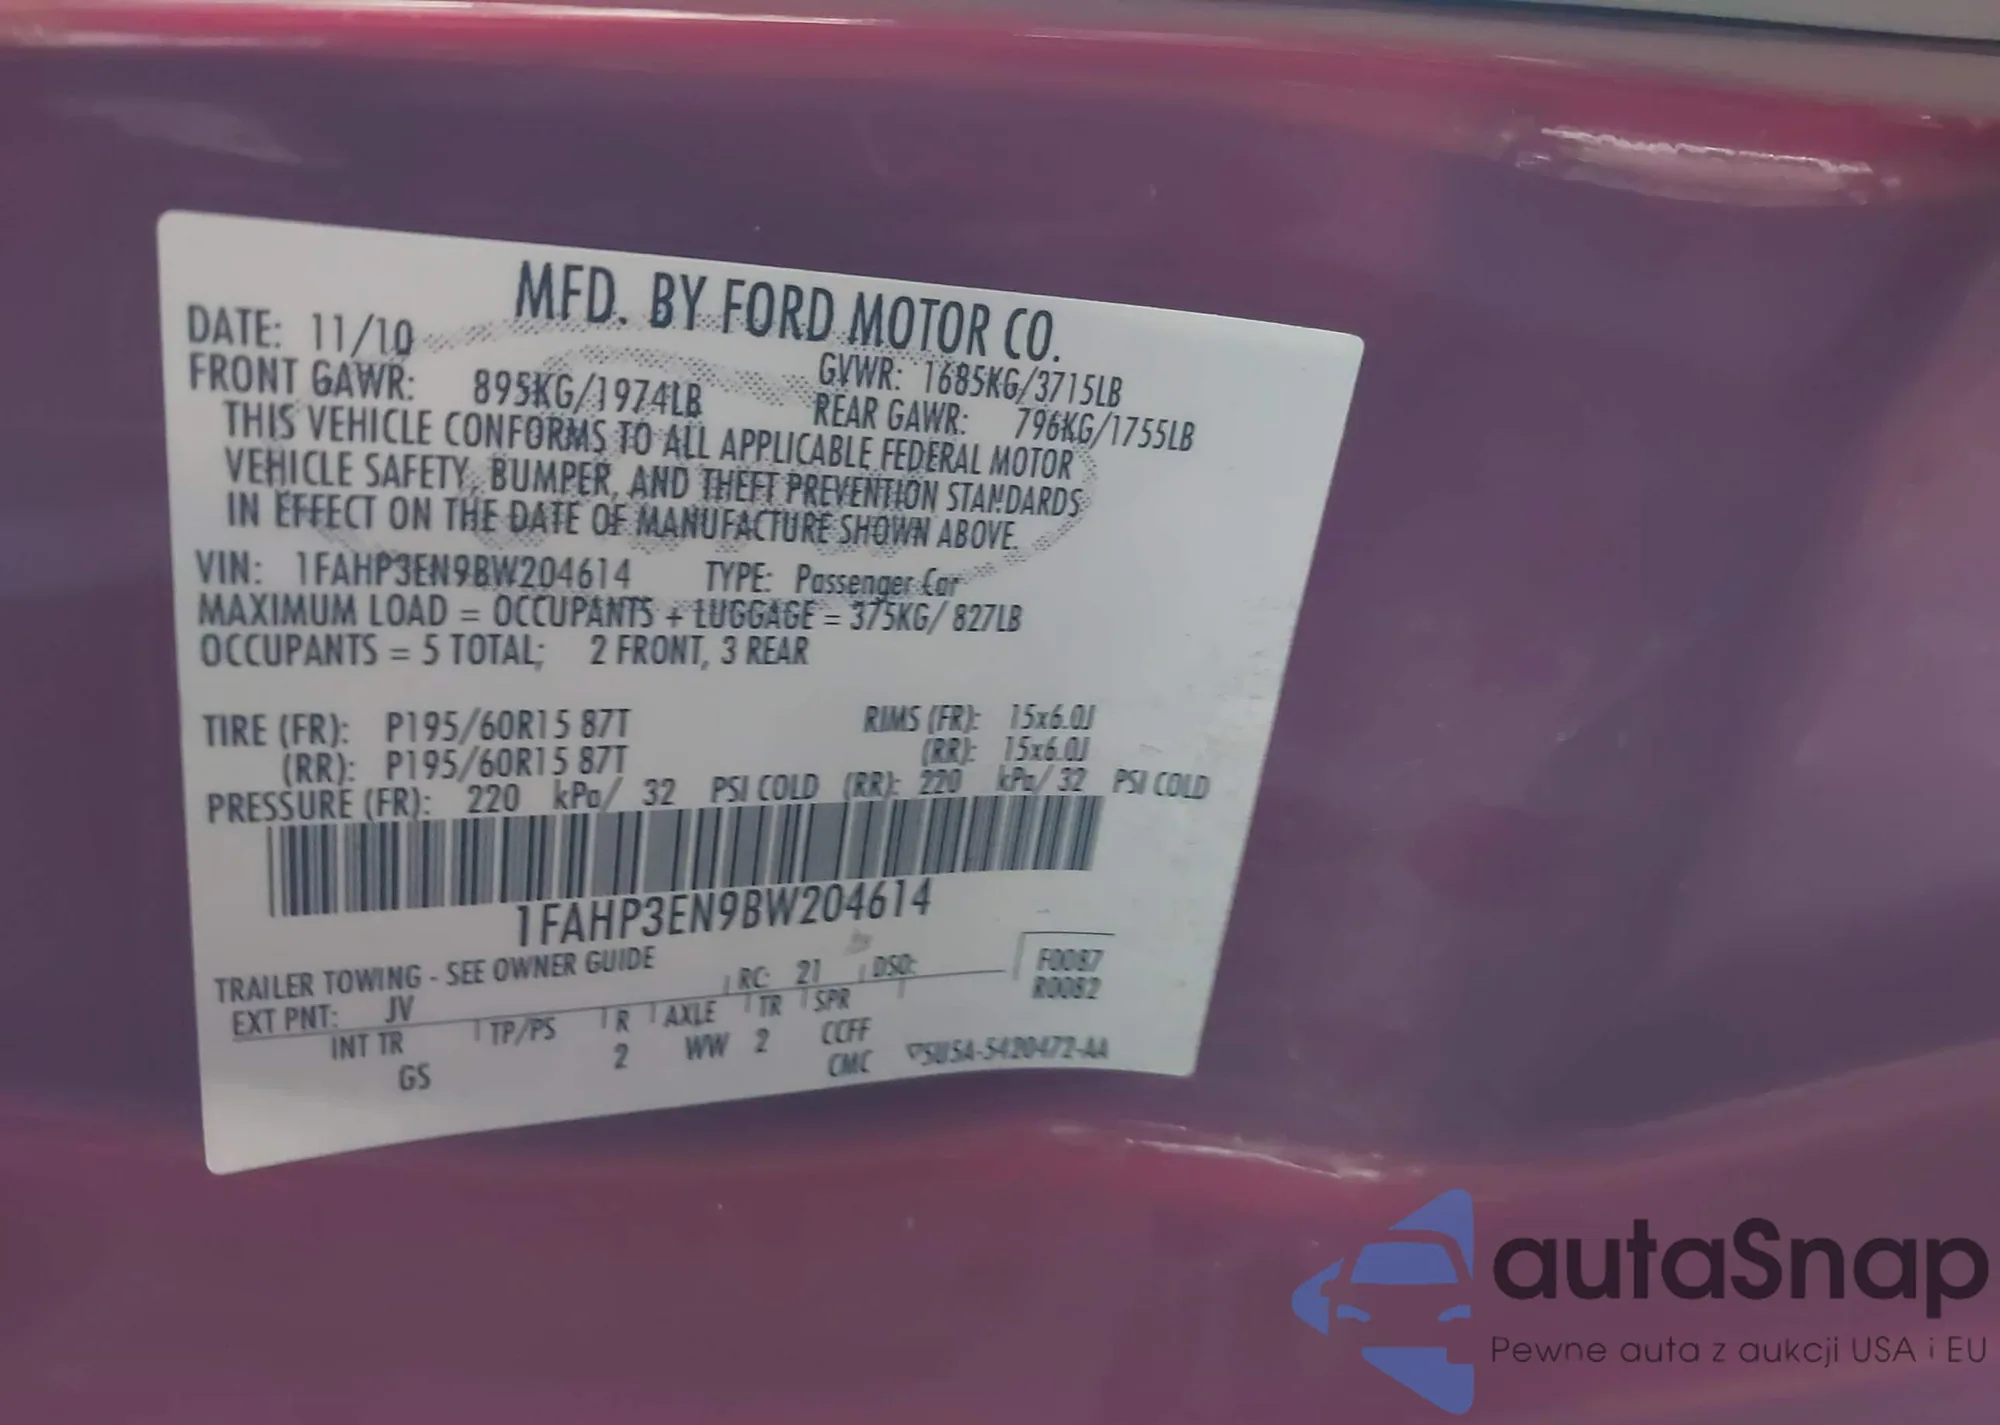 MFD. BY FORD MOTOR CO.
DATE: 11/10
GVWR: 1685KG/3715LB
FRONT GAWR: 895KG/1974LB
REAR GAWR: 796KG/1755LB
THIS VEHICLE CONFORMS TO ALL APPLICABLE FEDERAL MOTOR
VEHICLE SAFETY, BUMPER, AND THEFT PREVENTION STANDARDS
IN EFFECT ON THE DATE OF MANUFACTURE SHOWN ABOVE.
VIN: 1FAHP3EN9BW204614 TYPE: Passenger Car
MAXIMUM LOAD = OCCUPANTS + LUGGAGE = 375KG/ 827LB
OCCUPANTS = 5 TOTAL; 2 FRONT, 3 REAR
TIRE (FR): P195/60R15 87T RIMS (FR): 15x6.0J
(RR): P195/60R15 87T (RR): 15x6.0J
PRESSURE (FR): 220 kPa/ 32 PSI COLD (RR): 220 kPa/ 32 PSI COLD
1FAHP3EN9BW204614
TRAILER TOWING - SEE OWNER GUIDE
F0087
R0082
EXT PNT: JV RC: 21 DSO:
INT TR TP/PS R AXLE TR SPR
GS 2 WW 2 CCFF
CMC
5U5A-5420472-AA
autaSnap
Pewne auta z aukcji USA i EU